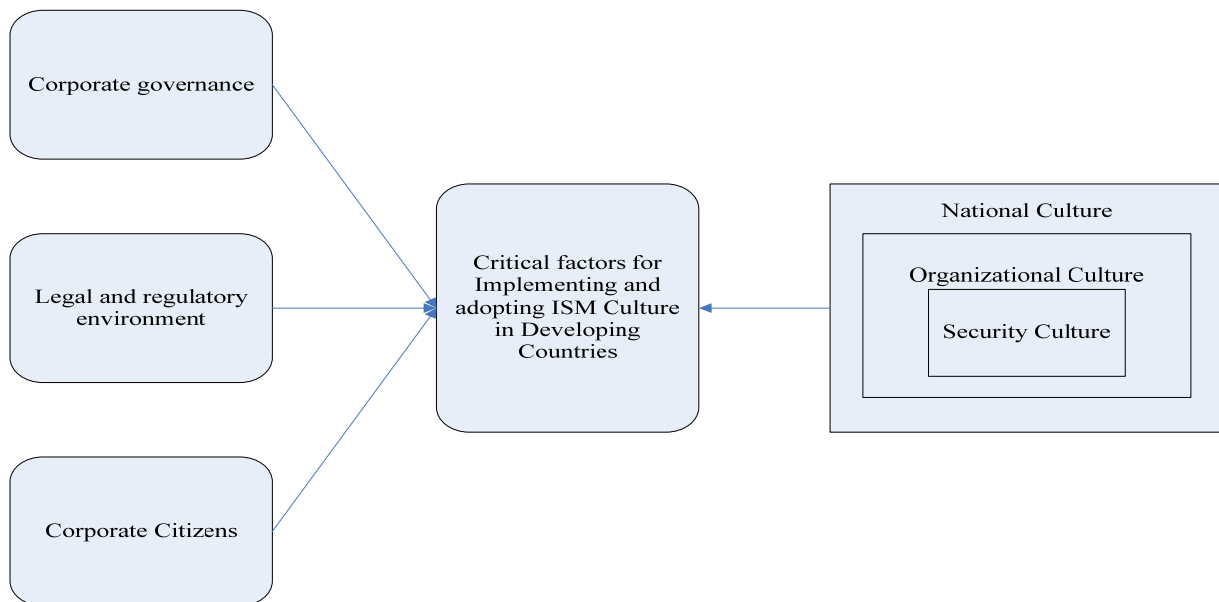 Corporate governance
Legal and regulatory
environment
Corporate Citizens
Critical factors for
Implementing and
adopting ISM Culture
in Developing
Countries
National Culture
Organizational Culture
Security Culture